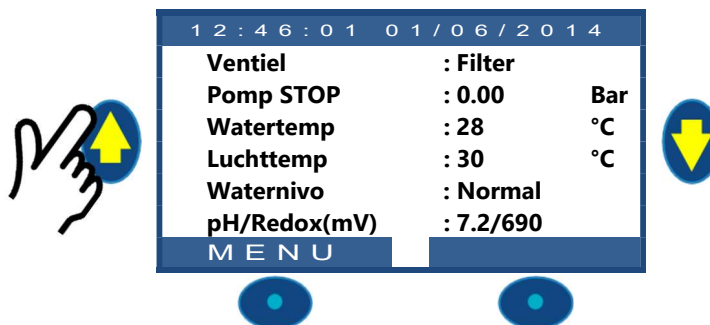 12:46:01 01/06/2014
Ventiel : Filter
Pomp STOP : 0.00 Bar
Watertemp : 28 °C
Luchttemp : 30 °C
Waternivo : Normal
pH/Redox(mV) : 7.2/690
MENU